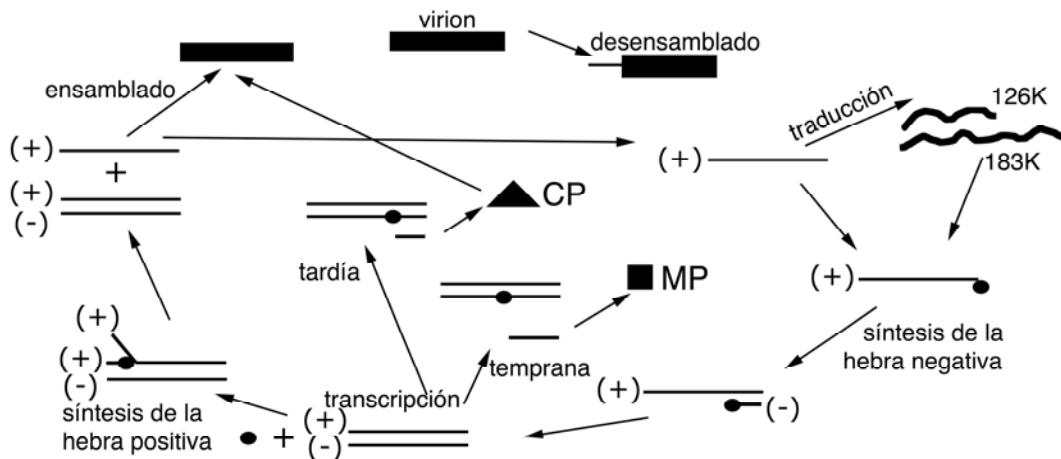 virion
desensamblado
ensamblado
traducción
126K
183K
(+)
+
(+)
(-)
(+)
CP
tardía
MP
temprana
(+)
síntesis de la
hebra negativa
(+)
(+)
(-)
síntesis de la
hebra positiva
+
transcripción
(+)
(-)
(+)
(-)